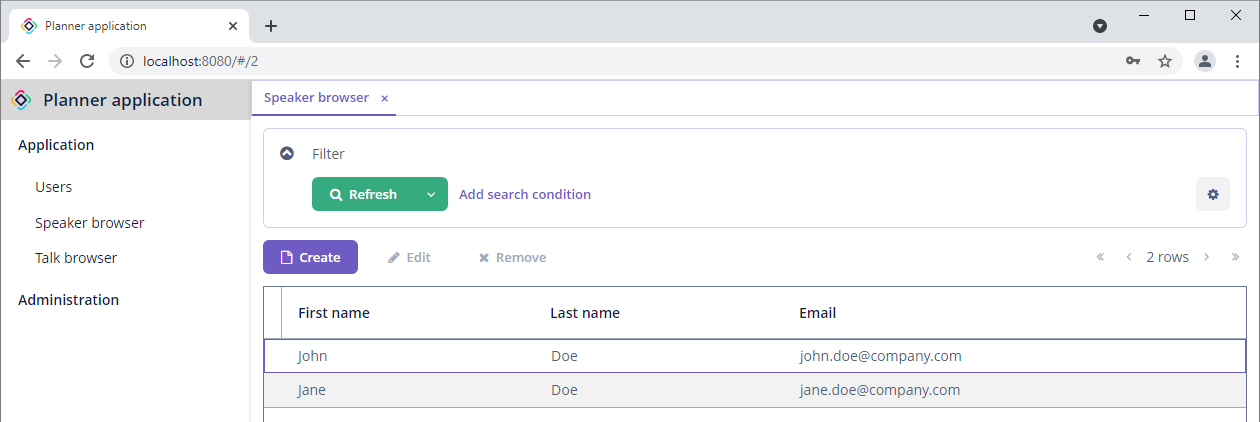 Planner application
localhost:8080/#/2
Planner application
Speaker browser
Application
Users
Speaker browser
Talk browser
Administration
Filter
Refresh Add search condition
Create Edit Remove 2 rows
First name Last name Email
John Doe john.doe@company.com
Jane Doe jane.doe@company.com